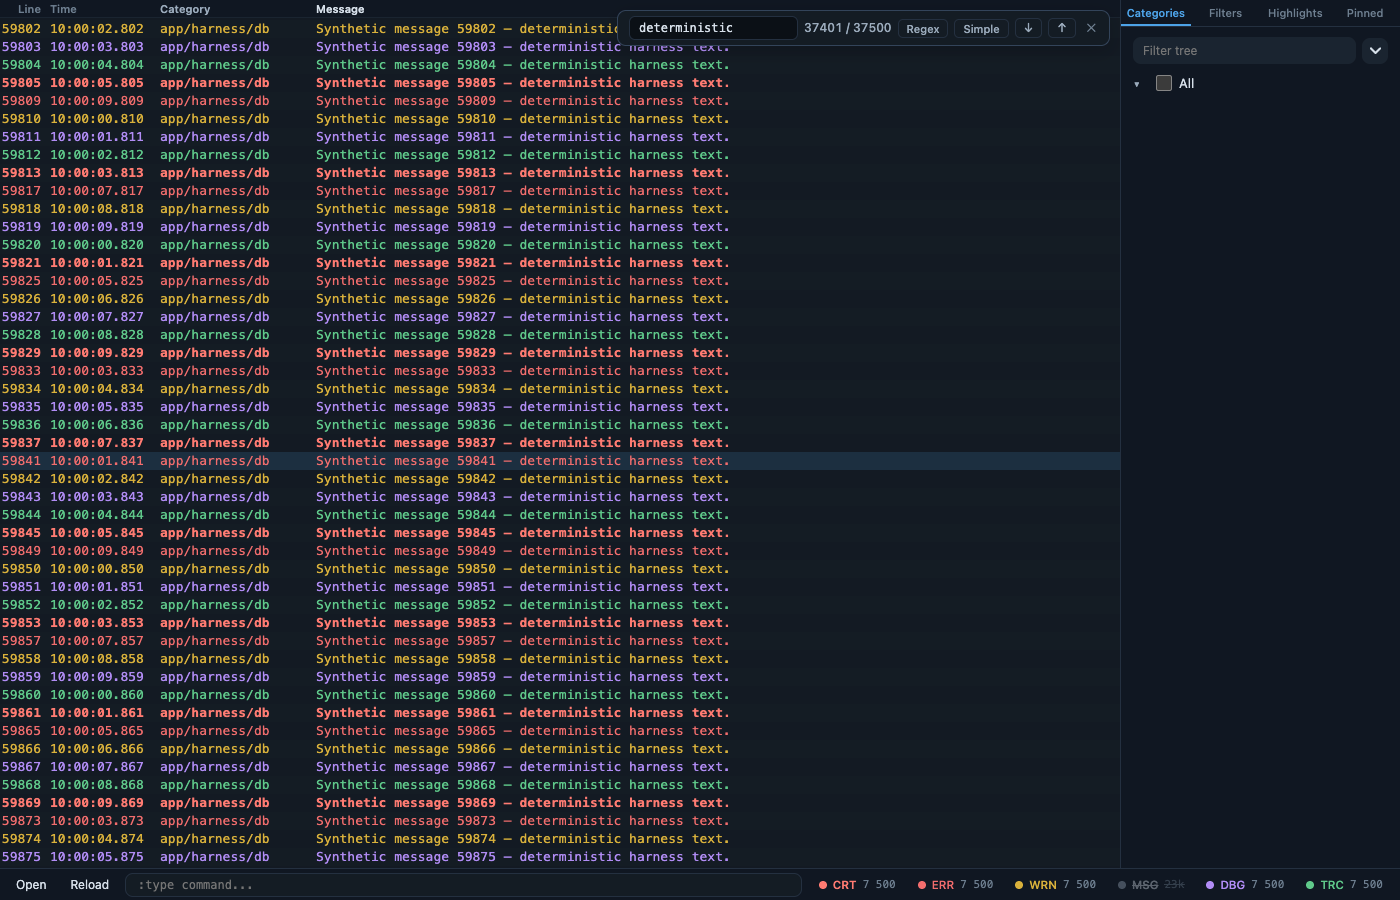 Line Time Category Message
deterministic 37401 / 37500 Regex Simple ↓ ↑ ×
Categories Filters Highlights Pinned
Filter tree
▾ All
59802 10:00:02.802 app/harness/db Synthetic message 59802 — deterministic
59803 10:00:03.803 app/harness/db Synthetic message 59803 — deterministic harness text.
59804 10:00:04.804 app/harness/db Synthetic message 59804 — deterministic harness text.
59805 10:00:05.805 app/harness/db Synthetic message 59805 — deterministic harness text.
59809 10:00:09.809 app/harness/db Synthetic message 59809 — deterministic harness text.
59810 10:00:00.810 app/harness/db Synthetic message 59810 — deterministic harness text.
59811 10:00:01.811 app/harness/db Synthetic message 59811 — deterministic harness text.
59812 10:00:02.812 app/harness/db Synthetic message 59812 — deterministic harness text.
59813 10:00:03.813 app/harness/db Synthetic message 59813 — deterministic harness text.
59817 10:00:07.817 app/harness/db Synthetic message 59817 — deterministic harness text.
59818 10:00:08.818 app/harness/db Synthetic message 59818 — deterministic harness text.
59819 10:00:09.819 app/harness/db Synthetic message 59819 — deterministic harness text.
59820 10:00:00.820 app/harness/db Synthetic message 59820 — deterministic harness text.
59821 10:00:01.821 app/harness/db Synthetic message 59821 — deterministic harness text.
59825 10:00:05.825 app/harness/db Synthetic message 59825 — deterministic harness text.
59826 10:00:06.826 app/harness/db Synthetic message 59826 — deterministic harness text.
59827 10:00:07.827 app/harness/db Synthetic message 59827 — deterministic harness text.
59828 10:00:08.828 app/harness/db Synthetic message 59828 — deterministic harness text.
59829 10:00:09.829 app/harness/db Synthetic message 59829 — deterministic harness text.
59833 10:00:03.833 app/harness/db Synthetic message 59833 — deterministic harness text.
59834 10:00:04.834 app/harness/db Synthetic message 59834 — deterministic harness text.
59835 10:00:05.835 app/harness/db Synthetic message 59835 — deterministic harness text.
59836 10:00:06.836 app/harness/db Synthetic message 59836 — deterministic harness text.
59837 10:00:07.837 app/harness/db Synthetic message 59837 — deterministic harness text.
59841 10:00:01.841 app/harness/db Synthetic message 59841 — deterministic harness text.
59842 10:00:02.842 app/harness/db Synthetic message 59842 — deterministic harness text.
59843 10:00:03.843 app/harness/db Synthetic message 59843 — deterministic harness text.
59844 10:00:04.844 app/harness/db Synthetic message 59844 — deterministic harness text.
59845 10:00:05.845 app/harness/db Synthetic message 59845 — deterministic harness text.
59849 10:00:09.849 app/harness/db Synthetic message 59849 — deterministic harness text.
59850 10:00:00.850 app/harness/db Synthetic message 59850 — deterministic harness text.
59851 10:00:01.851 app/harness/db Synthetic message 59851 — deterministic harness text.
59852 10:00:02.852 app/harness/db Synthetic message 59852 — deterministic harness text.
59853 10:00:03.853 app/harness/db Synthetic message 59853 — deterministic harness text.
59857 10:00:07.857 app/harness/db Synthetic message 59857 — deterministic harness text.
59858 10:00:08.858 app/harness/db Synthetic message 59858 — deterministic harness text.
59859 10:00:09.859 app/harness/db Synthetic message 59859 — deterministic harness text.
59860 10:00:00.860 app/harness/db Synthetic message 59860 — deterministic harness text.
59861 10:00:01.861 app/harness/db Synthetic message 59861 — deterministic harness text.
59865 10:00:05.865 app/harness/db Synthetic message 59865 — deterministic harness text.
59866 10:00:06.866 app/harness/db Synthetic message 59866 — deterministic harness text.
59867 10:00:07.867 app/harness/db Synthetic message 59867 — deterministic harness text.
59868 10:00:08.868 app/harness/db Synthetic message 59868 — deterministic harness text.
59869 10:00:09.869 app/harness/db Synthetic message 59869 — deterministic harness text.
59873 10:00:03.873 app/harness/db Synthetic message 59873 — deterministic harness text.
59874 10:00:04.874 app/harness/db Synthetic message 59874 — deterministic harness text.
59875 10:00:05.875 app/harness/db Synthetic message 59875 — deterministic harness text.
Open Reload :type command... CRT 7 500 ERR 7 500 WRN 7 500 MSG 23k DBG 7 500 TRC 7 500